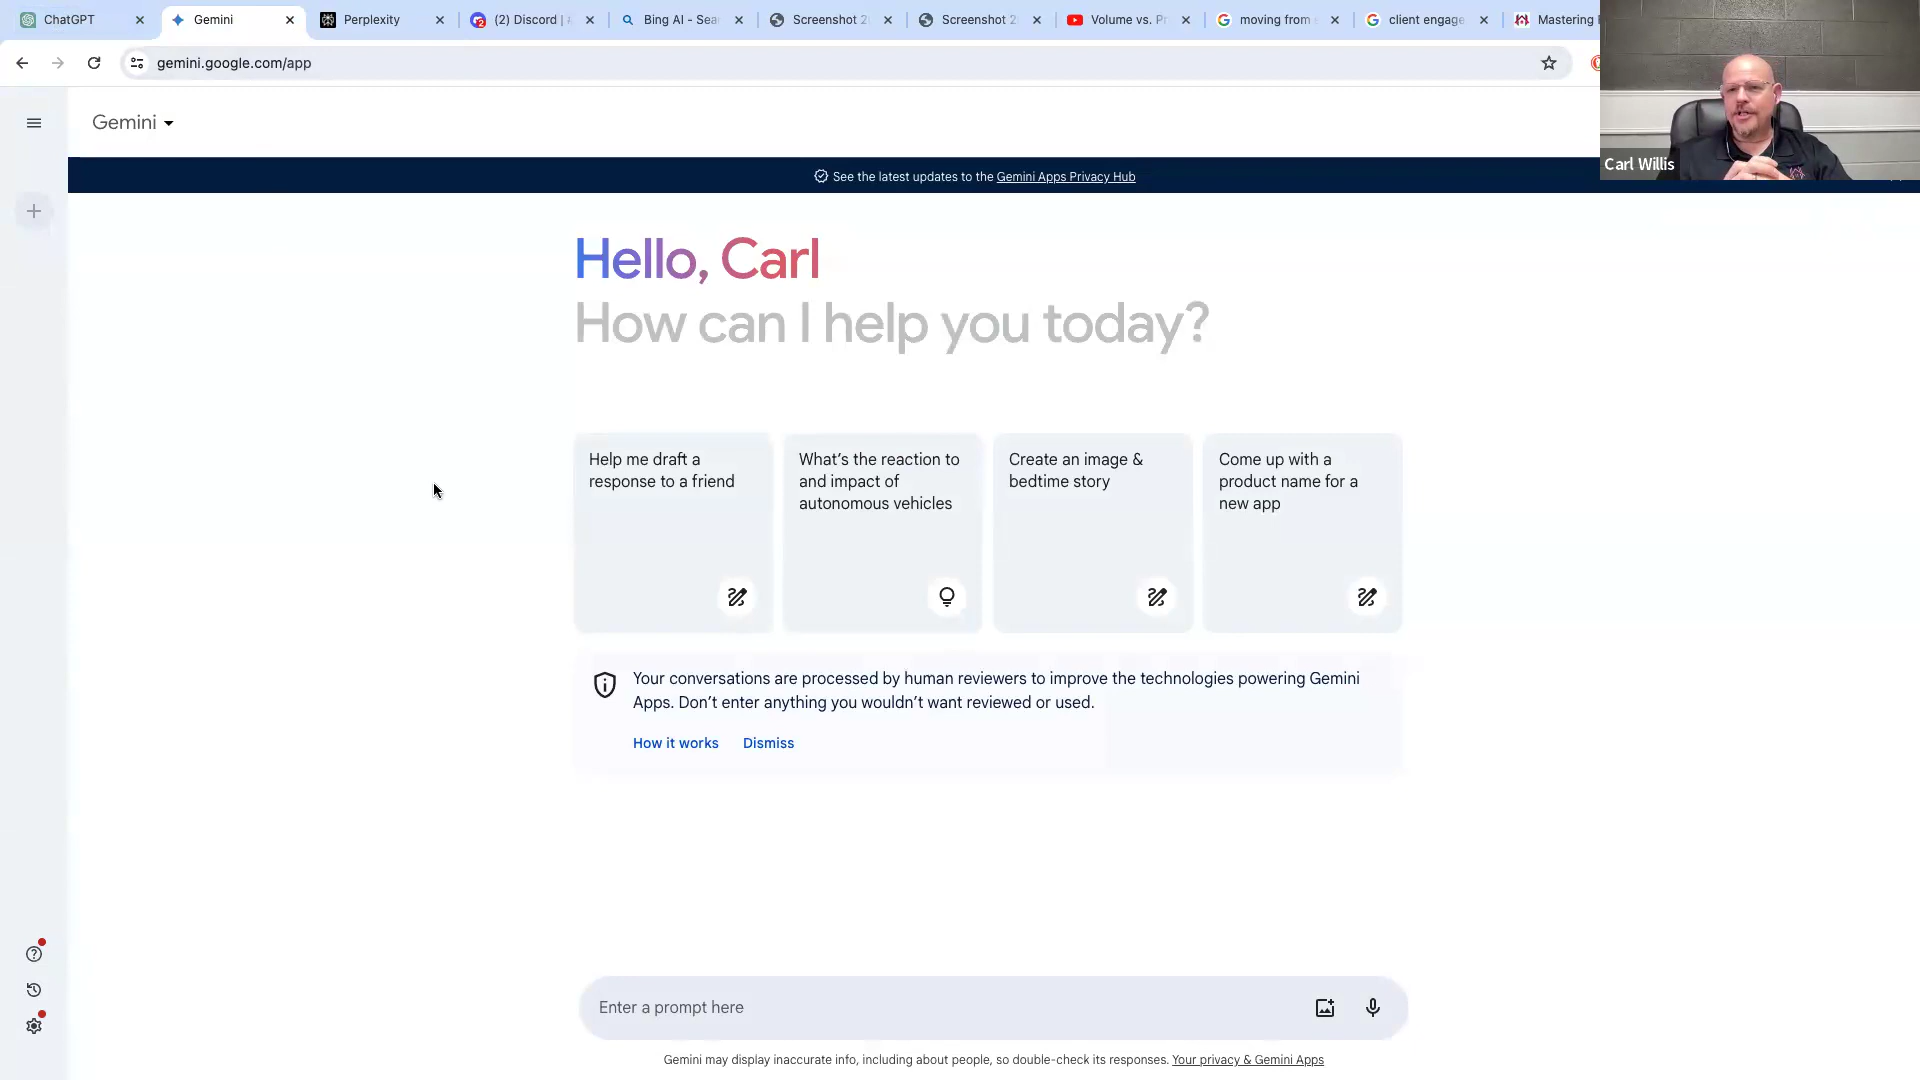 ChatGPT
Gemini
Perplexity
(2) Discord |
Bing AI - Sea
Screenshot 2
Screenshot 2
Volume vs. P
moving from
client engage
Mastering
gemini.google.com/app
Gemini
Carl Willis
See the latest updates to the Gemini Apps Privacy Hub
Hello, Carl
How can I help you today?
Help me draft a
response to a friend
What's the reaction to
and impact of
autonomous vehicles
Create an image &
bedtime story
Come up with a
product name for a
new app
Your conversations are processed by human reviewers to improve the technologies powering Gemini
Apps. Don't enter anything you wouldn't want reviewed or used.
How it works Dismiss
Enter a prompt here
Gemini may display inaccurate info, including about people, so double-check its responses. Your privacy & Gemini Apps